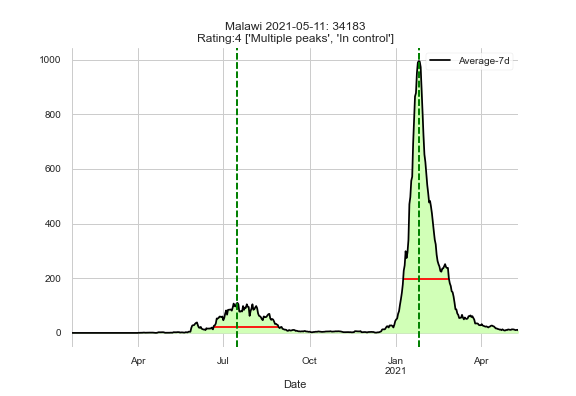 Malawi 2021-05-11: 34183
Rating:4 ['Multiple peaks', 'In control']
Average-7d
1000
800
600
400
200
0
Apr
Jul
Oct
Jan
2021
Apr
Date